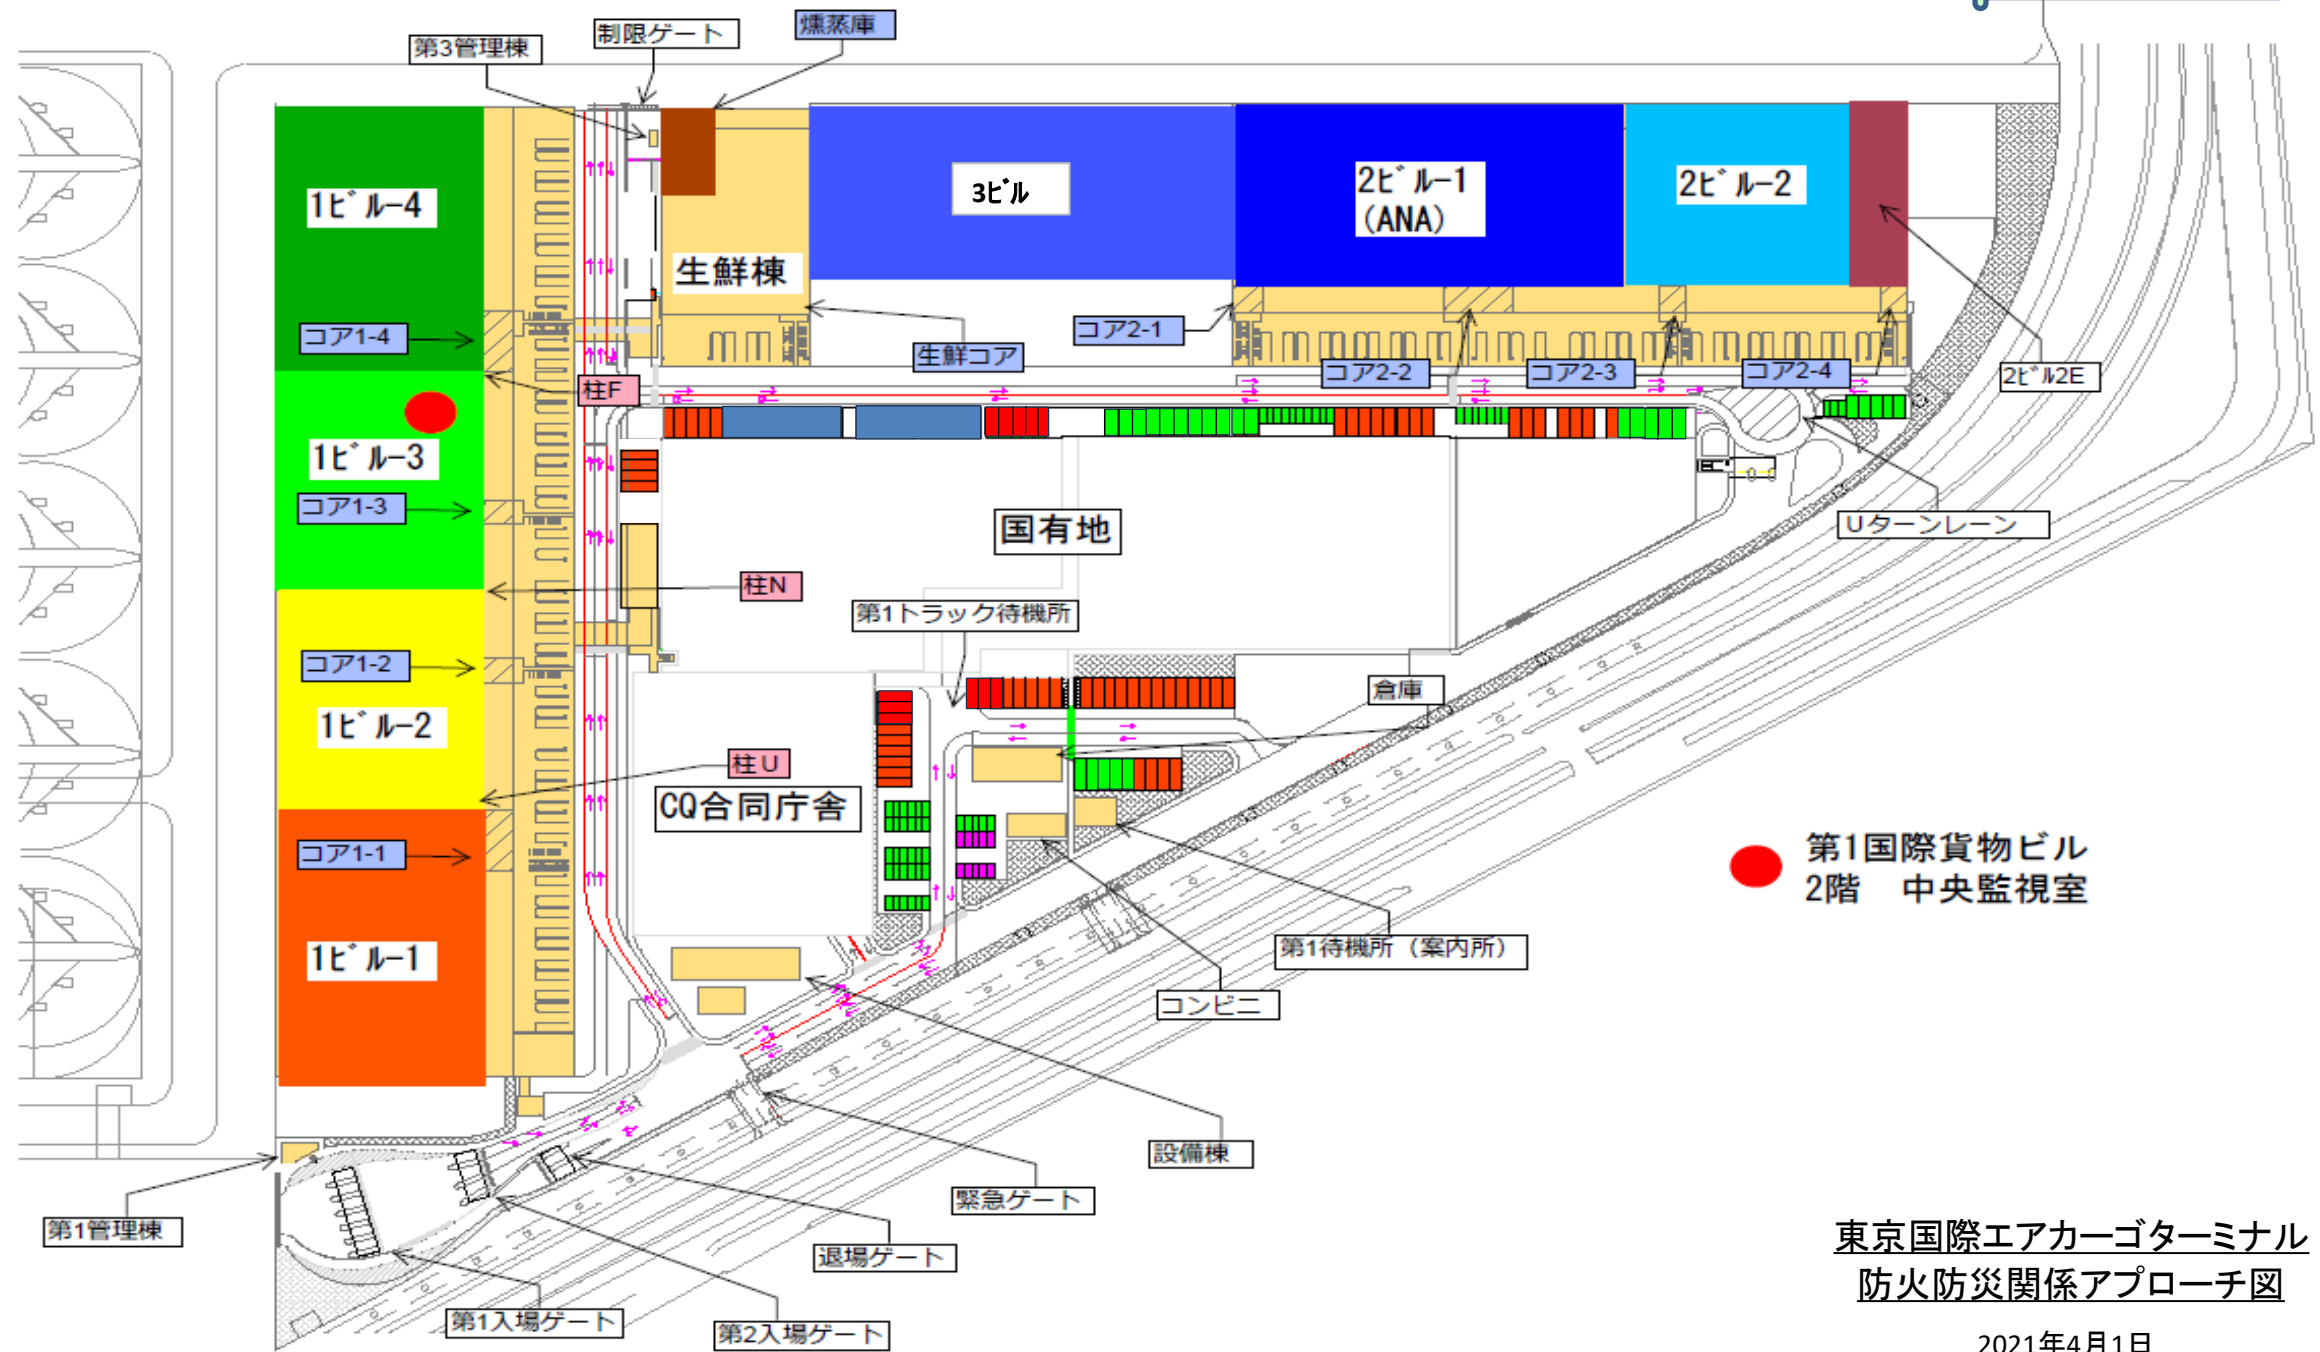 第3管理棟
制限ゲート
燻蒸庫
1ﾋﾞﾙ-4
生鮮棟
3ﾋﾞﾙ
2ﾋﾞﾙ-1
(ANA)
2ﾋﾞﾙ-2
コア1-4
生鮮コア
コア2-1
コア2-2
コア2-3
コア2-4
2ﾋﾞﾙ2E
柱F
1ﾋﾞﾙ-3
コア1-3
国有地
Uターンレーン
柱N
第1トラック待機所
コア1-2
1ﾋﾞﾙ-2
倉庫
柱U
CQ合同庁舎
コア1-1
1ﾋﾞﾙ-1
第1国際貨物ビル
2階　中央監視室
第1待機所（案内所）
コンビニ
設備棟
緊急ゲート
第1管理棟
退場ゲート
第1入場ゲート
第2入場ゲート
東京国際エアカーゴターミナル
防火防災関係アプローチ図
2021年4月1日